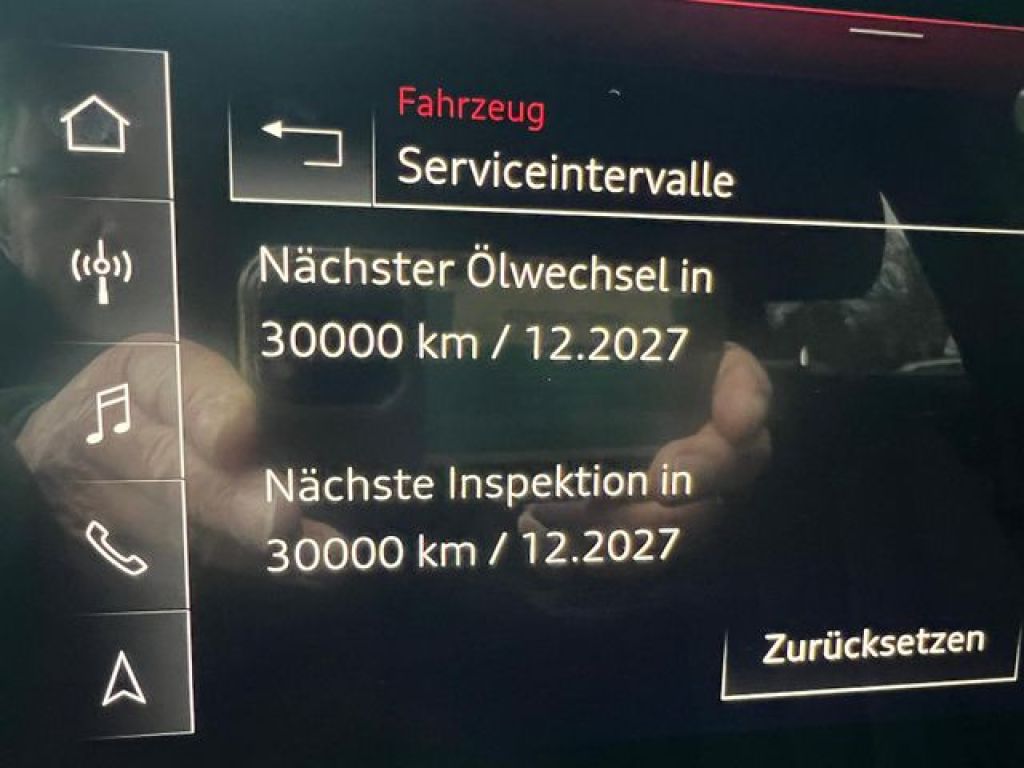 Fahrzeug
Serviceintervalle
Nächster Ölwechsel in
30000 km / 12.2027
Nächste Inspektion in
30000 km / 12.2027
Zurücksetzen